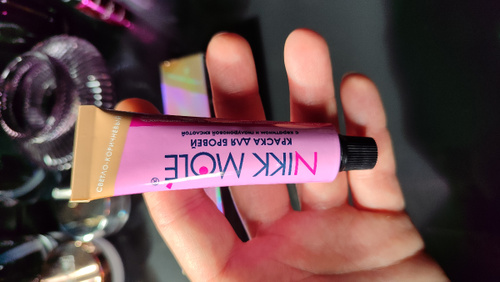 NIKK MOLE
КРАСКА ДЛЯ БРОВЕЙ
с кератином и гиалуроновой кислотой
СВЕТЛО-КОРИЧНЕВЫЙ